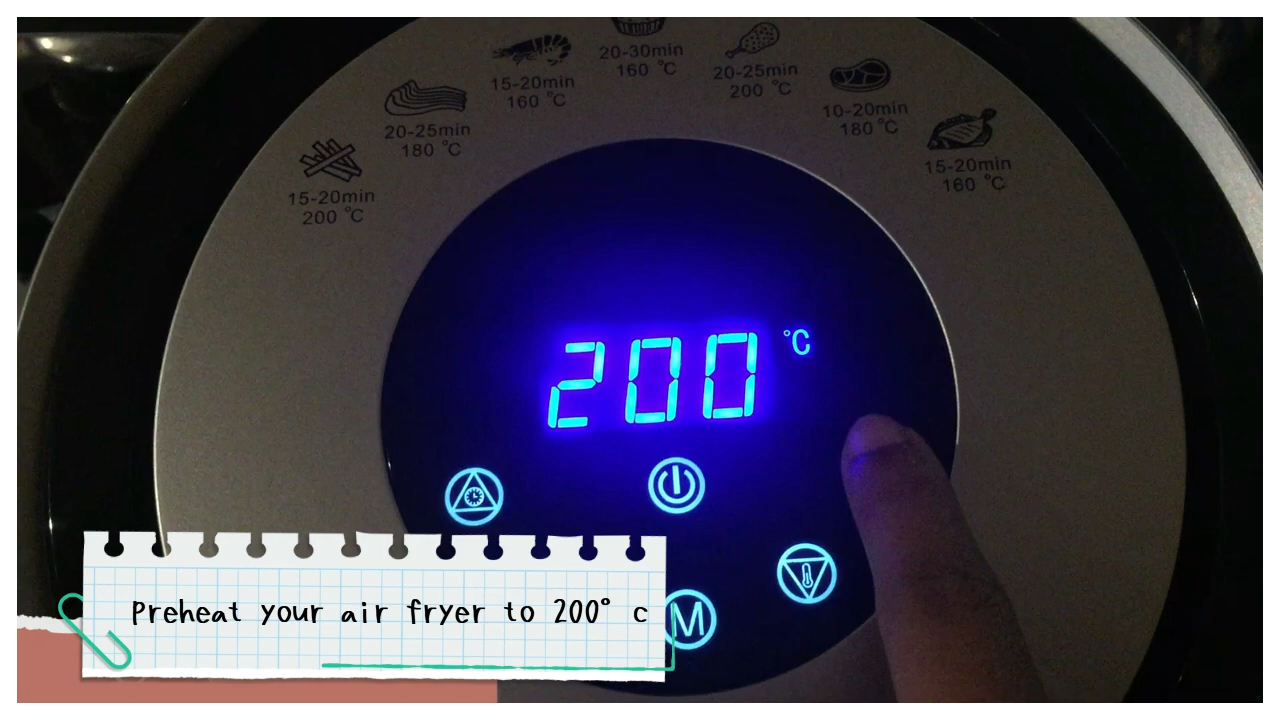 20-30min
160 °C
15-20min
160 °C
20-25min
200 °C
20-25min
180 °C
10-20min
180 °C
15-20min
200 °C
15-20min
160 °C
200 °C
M
Preheat your air fryer to 200° c